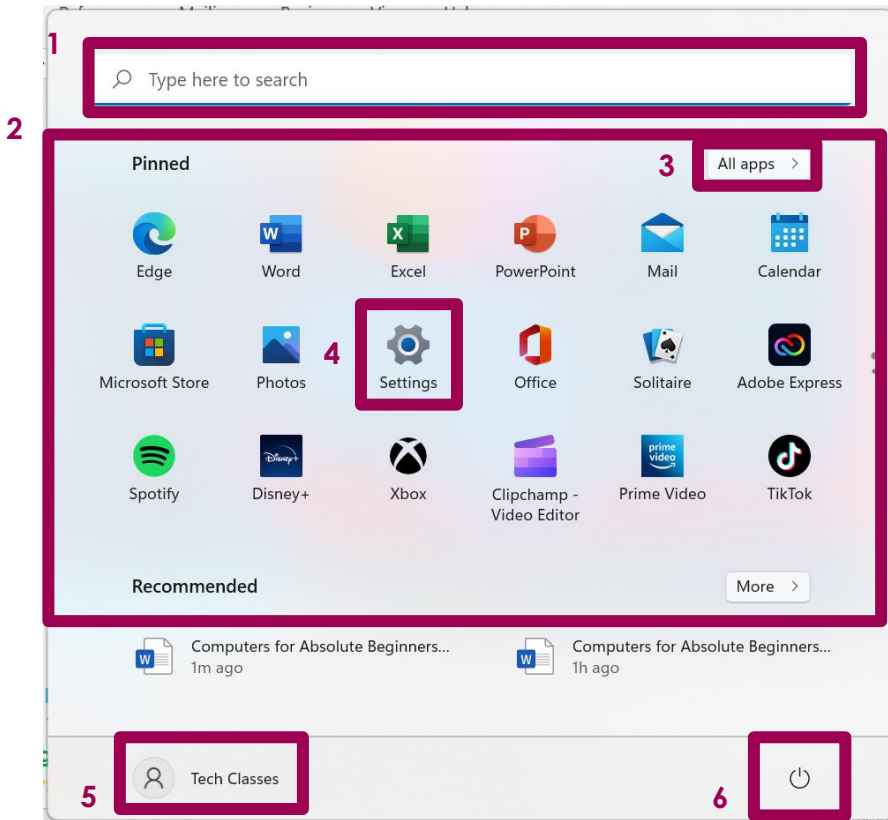 1
Type here to search
2
Pinned
3
All apps
Edge
Word
Excel
PowerPoint
Mail
Calendar
Microsoft Store
Photos
4
Settings
Office
Solitaire
Adobe Express
Spotify
Disney+
Xbox
Clipchamp -
Video Editor
Prime Video
TikTok
Recommended
More
Computers for Absolute Beginners...
1m ago
Computers for Absolute Beginners...
1h ago
5
Tech Classes
6